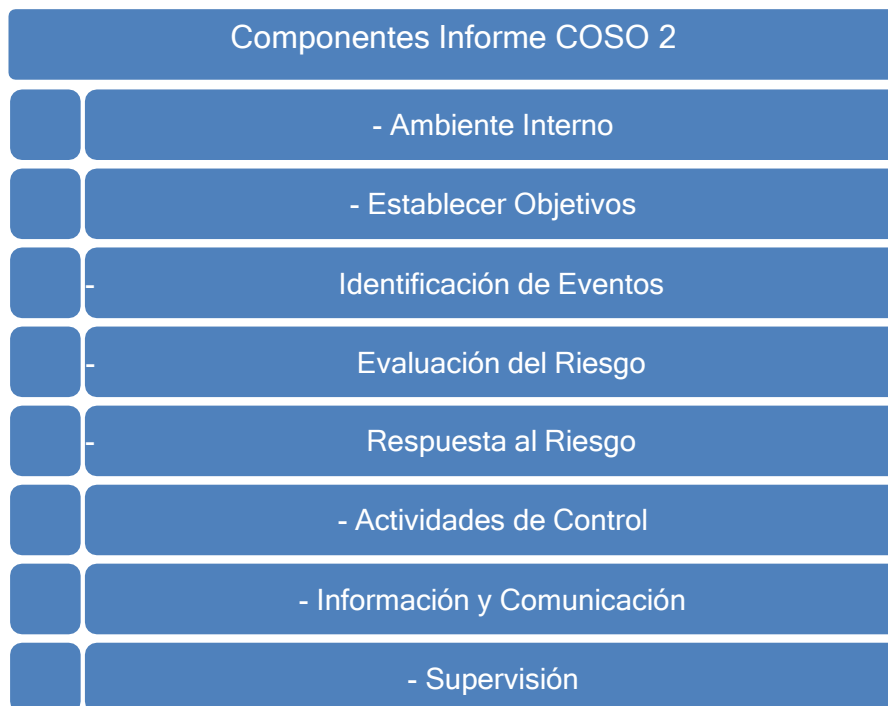 Componentes Informe COSO 2
- Ambiente Interno
- Establecer Objetivos
- Identificación de Eventos
- Evaluación del Riesgo
- Respuesta al Riesgo
- Actividades de Control
- Información y Comunicación
- Supervisión